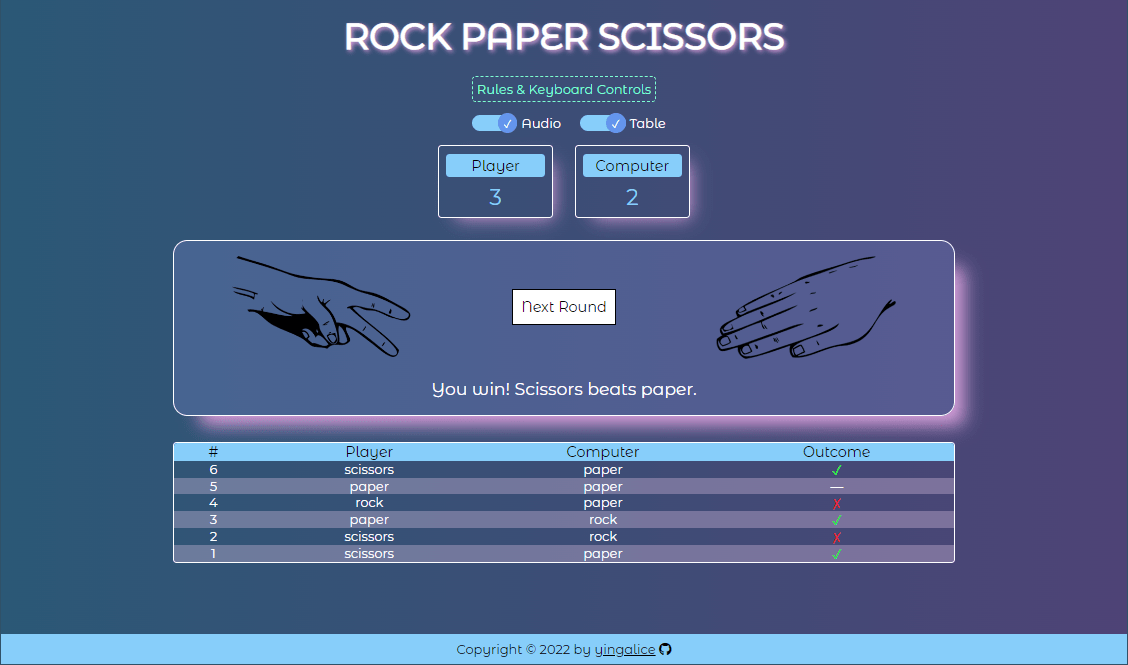 ROCK PAPER SCISSORS
Rules & Keyboard Controls
✓ Audio ✓ Table
Player Computer
3 2
Next Round
You win! Scissors beats paper.
# Player Computer Outcome
6 scissors paper ✓
5 paper paper —
4 rock paper ✗
3 paper rock ✓
2 scissors rock ✗
1 scissors paper ✓
Copyright © 2022 by yingalice